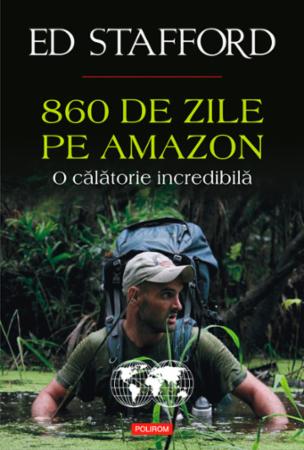 ED STAFFORD
860 DE ZILE
PE AMAZON
O călătorie incredibilă
POLIROM